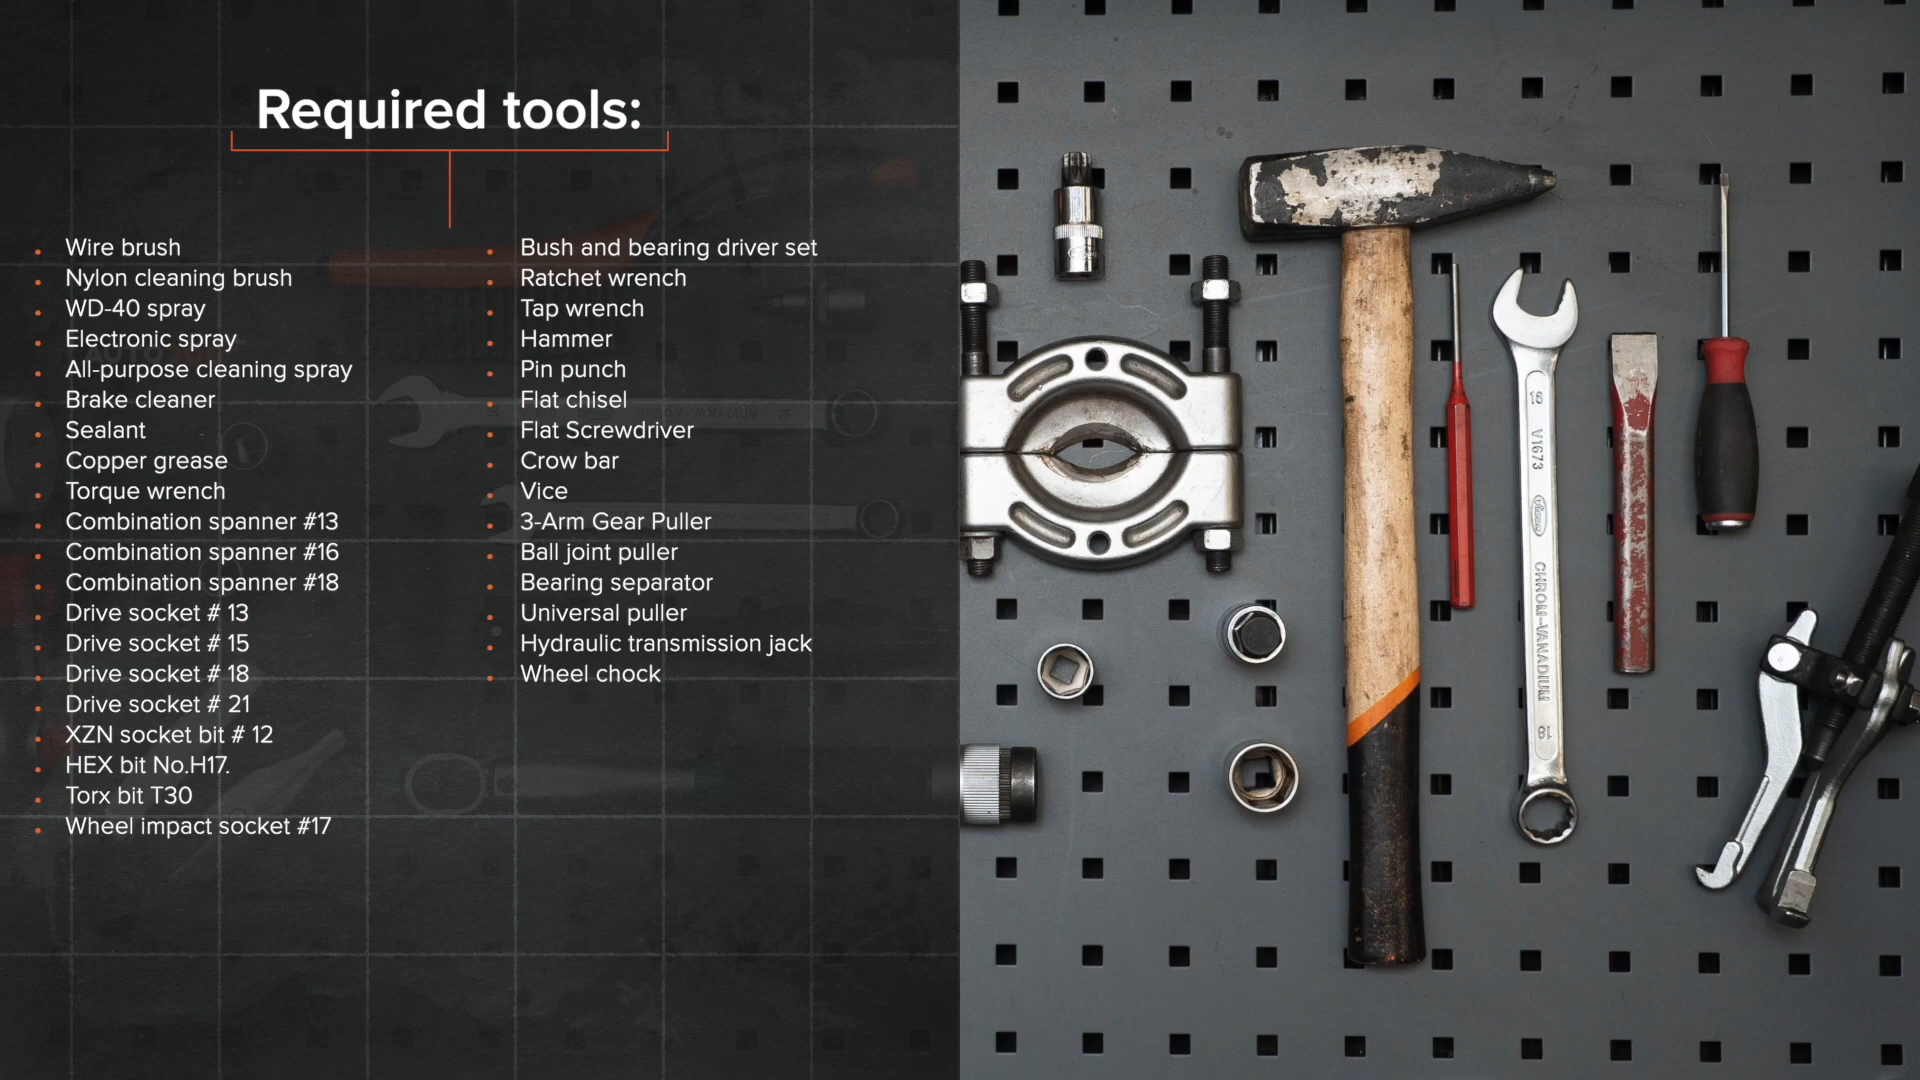 Required tools:
Wire brush
Nylon cleaning brush
WD-40 spray
Electronic spray
All-purpose cleaning spray
Brake cleaner
Sealant
Copper grease
Torque wrench
Combination spanner #13
Combination spanner #16
Combination spanner #18
Drive socket # 13
Drive socket # 15
Drive socket # 18
Drive socket # 21
XZN socket bit # 12
HEX bit No.H17.
Torx bit T30
Wheel impact socket #17
Bush and bearing driver set
Ratchet wrench
Tap wrench
Hammer
Pin punch
Flat chisel
Flat Screwdriver
Crow bar
Vice
3-Arm Gear Puller
Ball joint puller
Bearing separator
Universal puller
Hydraulic transmission jack
Wheel chock
18
V1673
CHROM-VANADIUM
18